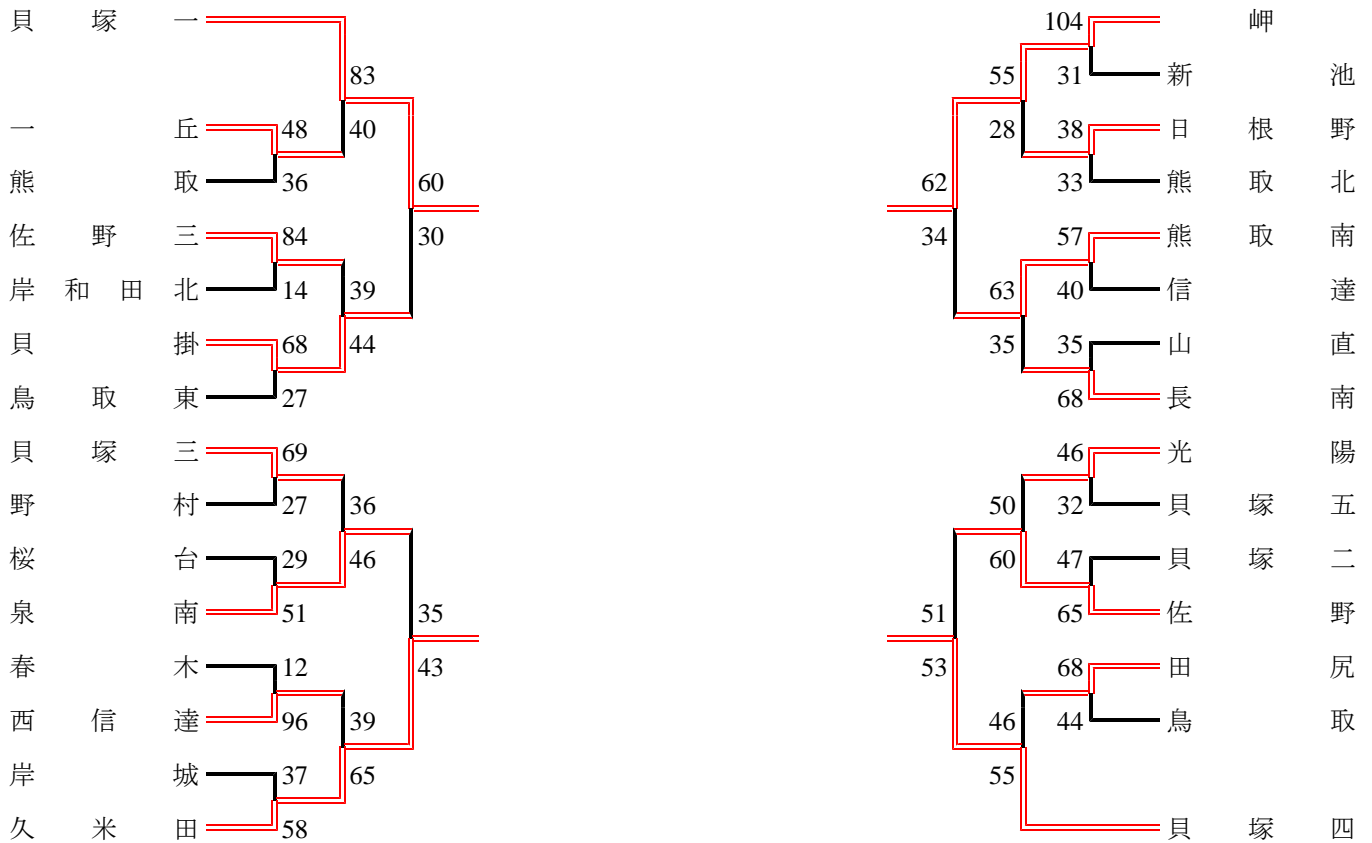 貝塚一 104 岬
83 55 31 新池
一丘 48 40 28 38 日根野
熊取 36 60 62 33 熊取北
佐野三 84 30 34 57 熊取南
岸和田北 14 39 63 40 信達
貝掛 68 44 35 35 山直
鳥取東 27 68 長南
貝塚三 69 46 光陽
野村 27 36 50 32 貝塚五
桜台 29 46 60 47 貝塚二
泉南 51 35 51 65 佐野
春木 12 43 53 68 田尻
西信達 96 39 46 44 鳥取
岸城 37 65 55
久米田 58 貝塚四